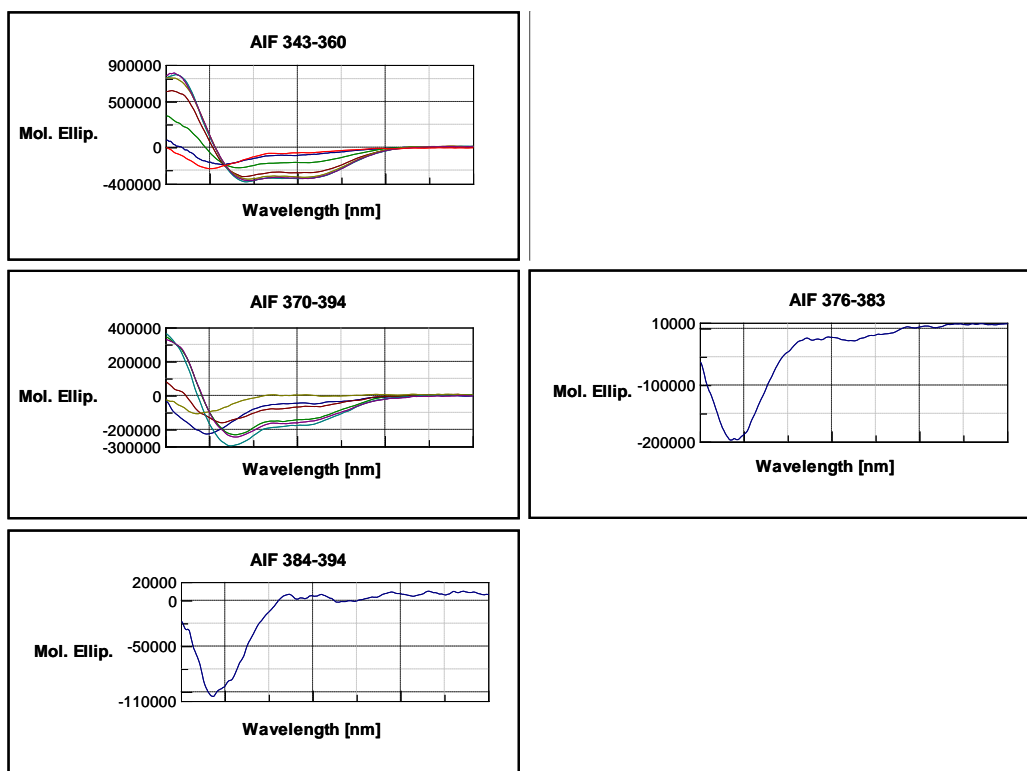 AIF 343-360
900000
500000
Mol. Ellip.
0
-400000
Wavelength [nm]
AIF 370-394
400000
200000
Mol. Ellip.
0
-200000
-300000
Wavelength [nm]
AIF 376-383
10000
Mol. Ellip.
-100000
-200000
Wavelength [nm]
AIF 384-394
20000
0
Mol. Ellip.
-50000
-110000
Wavelength [nm]